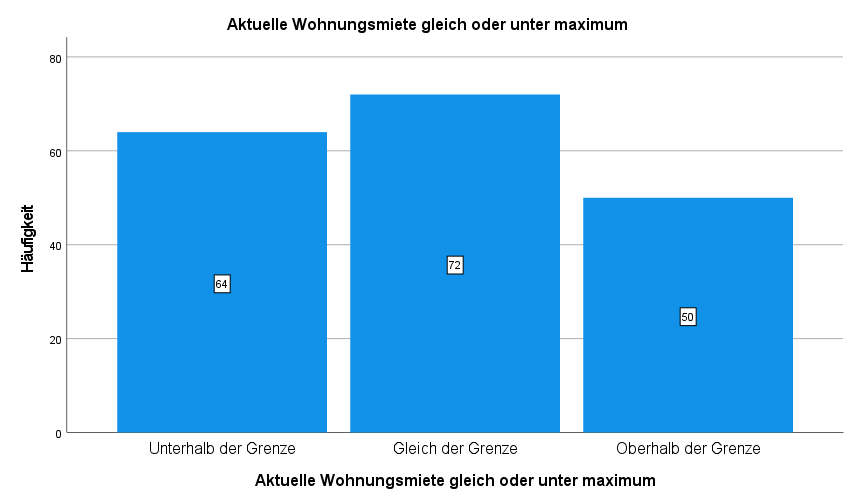 Aktuelle Wohnungsmiete gleich oder unter maximum
80
60
40
20
0
Häufigkeit
64
72
50
Unterhalb der Grenze
Gleich der Grenze
Oberhalb der Grenze
Aktuelle Wohnungsmiete gleich oder unter maximum